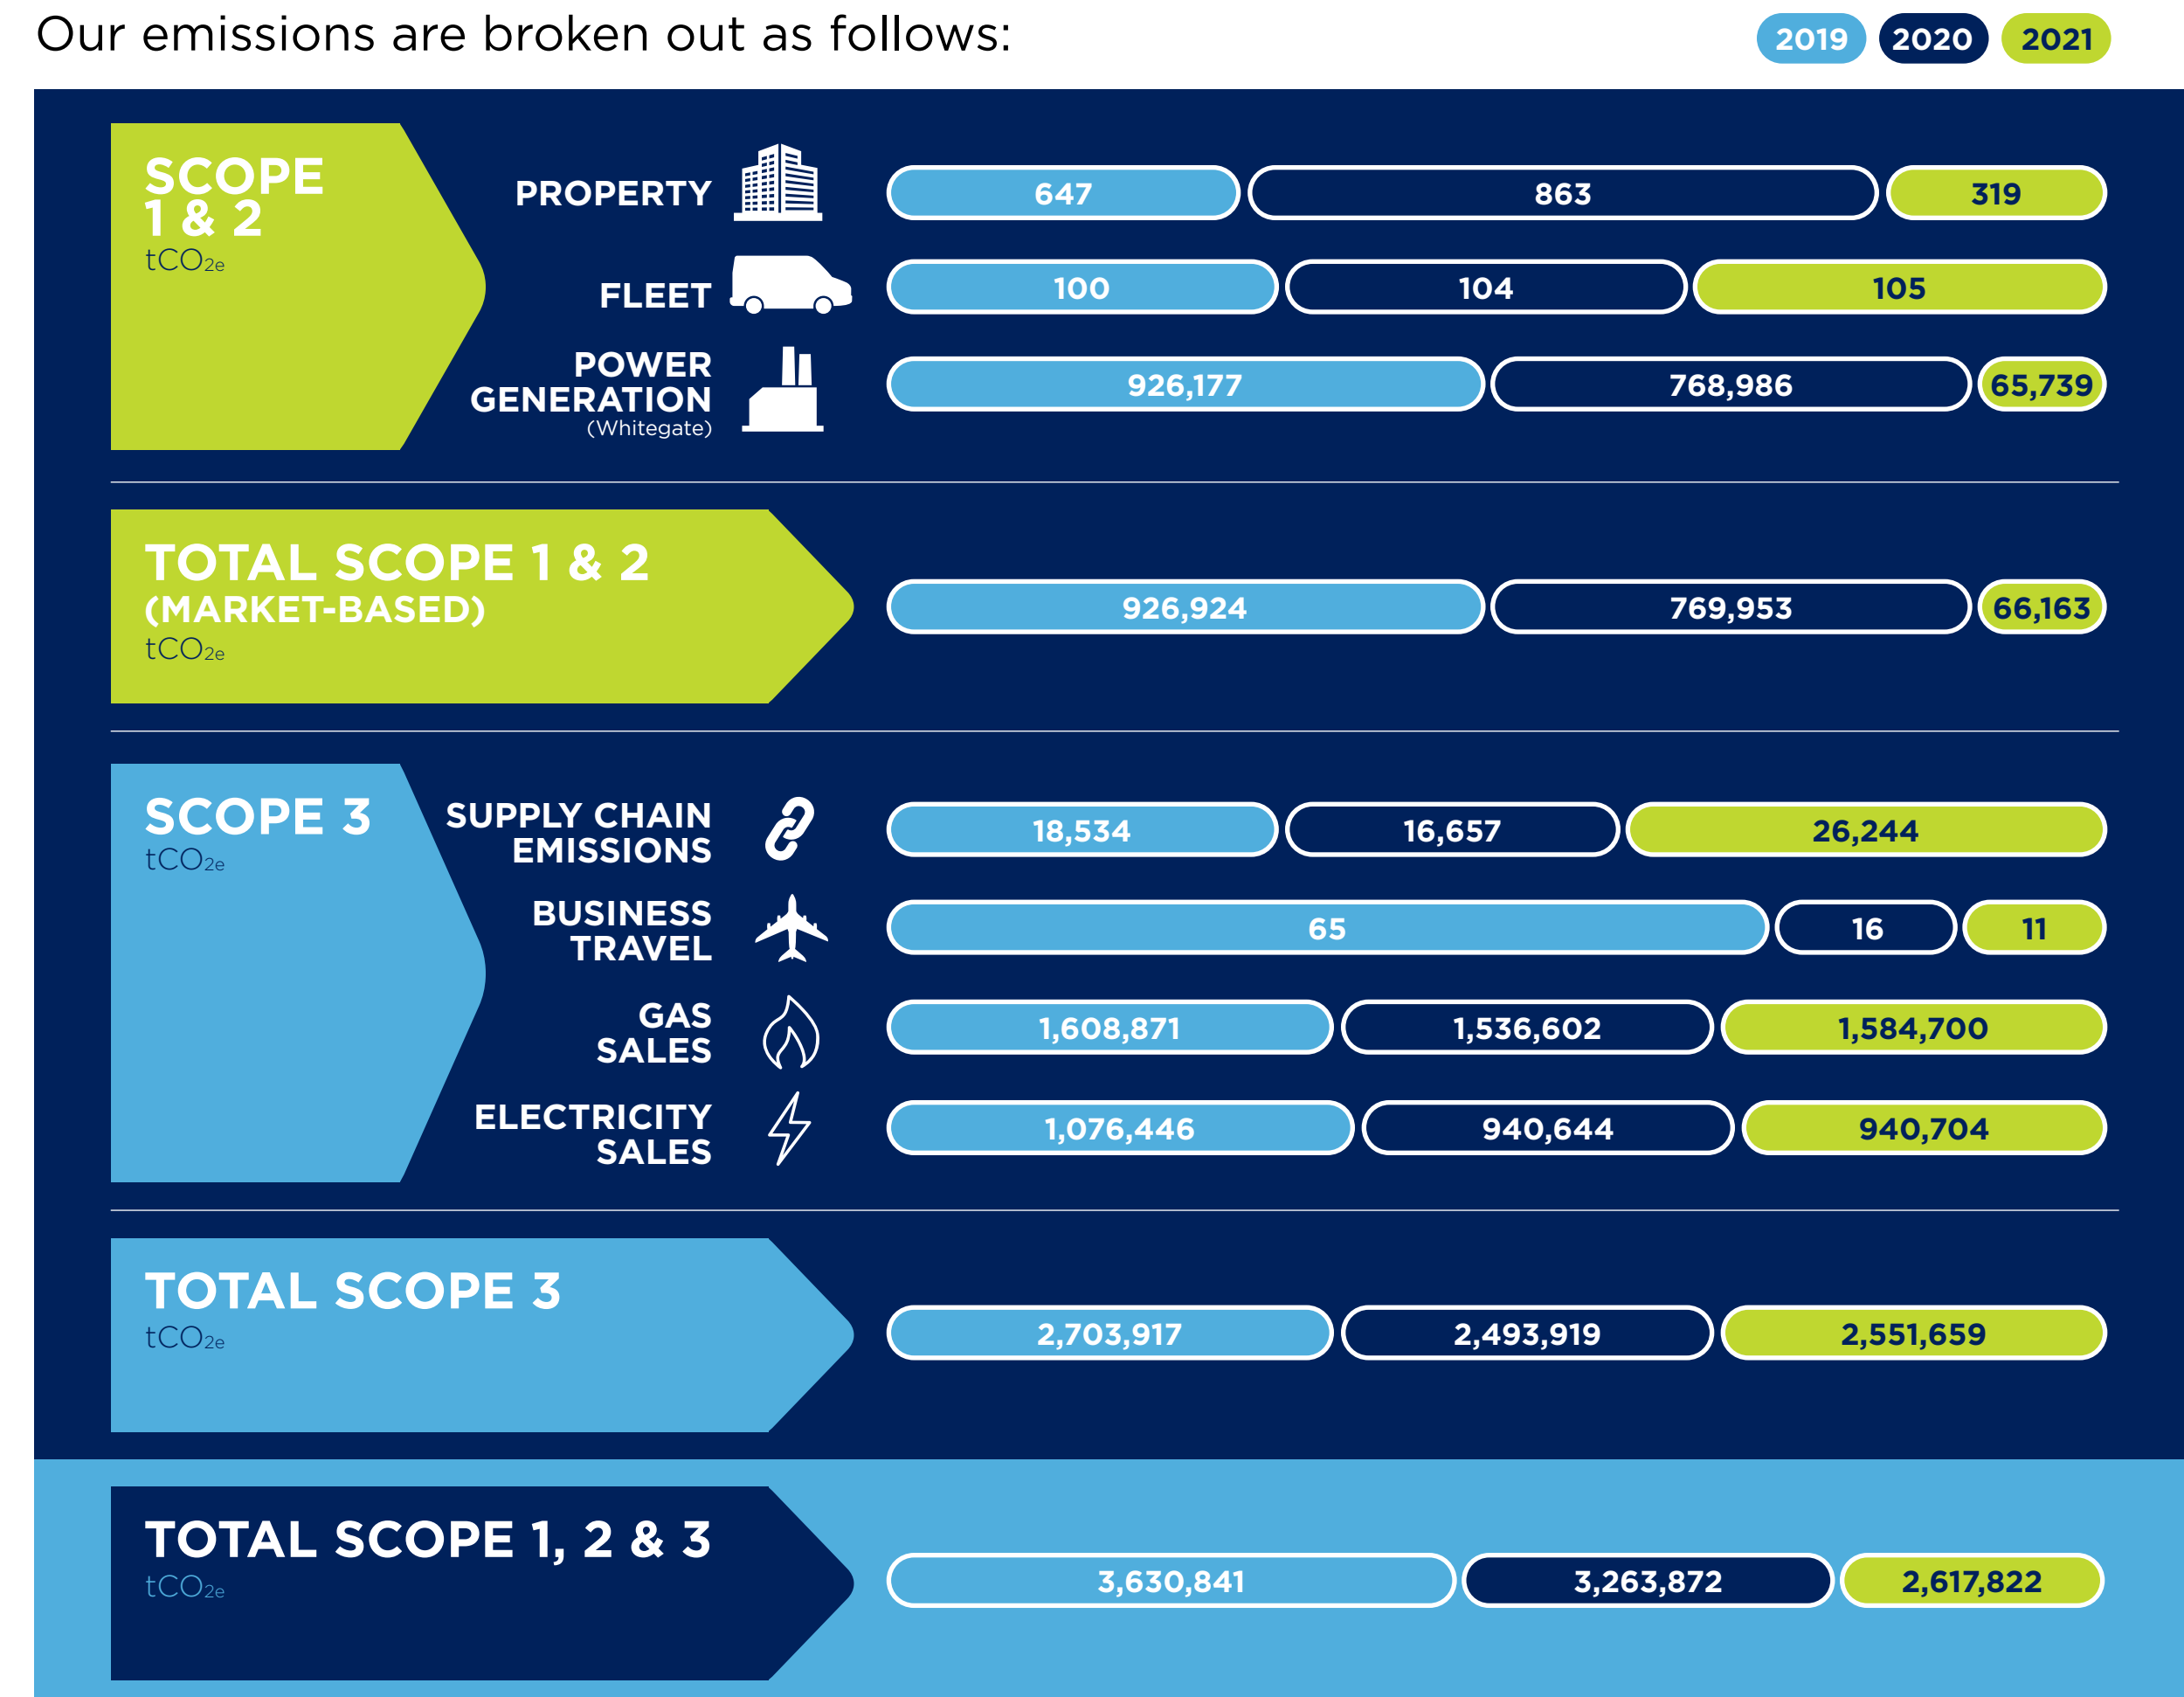 Our emissions are broken out as follows:
2019 2020 2021
SCOPE
1 & 2
tCO2e
PROPERTY
647 863 319
FLEET
100 104 105
POWER
GENERATION
(Whitegate)
926,177 768,986 65,739
TOTAL SCOPE 1 & 2
(MARKET-BASED)
tCO2e
926,924 769,953 66,163
SCOPE 3
tCO2e
SUPPLY CHAIN
EMISSIONS
18,534 16,657 26,244
BUSINESS
TRAVEL
65 16 11
GAS
SALES
1,608,871 1,536,602 1,584,700
ELECTRICITY
SALES
1,076,446 940,644 940,704
TOTAL SCOPE 3
tCO2e
2,703,917 2,493,919 2,551,659
TOTAL SCOPE 1, 2 & 3
tCO2e
3,630,841 3,263,872 2,617,822